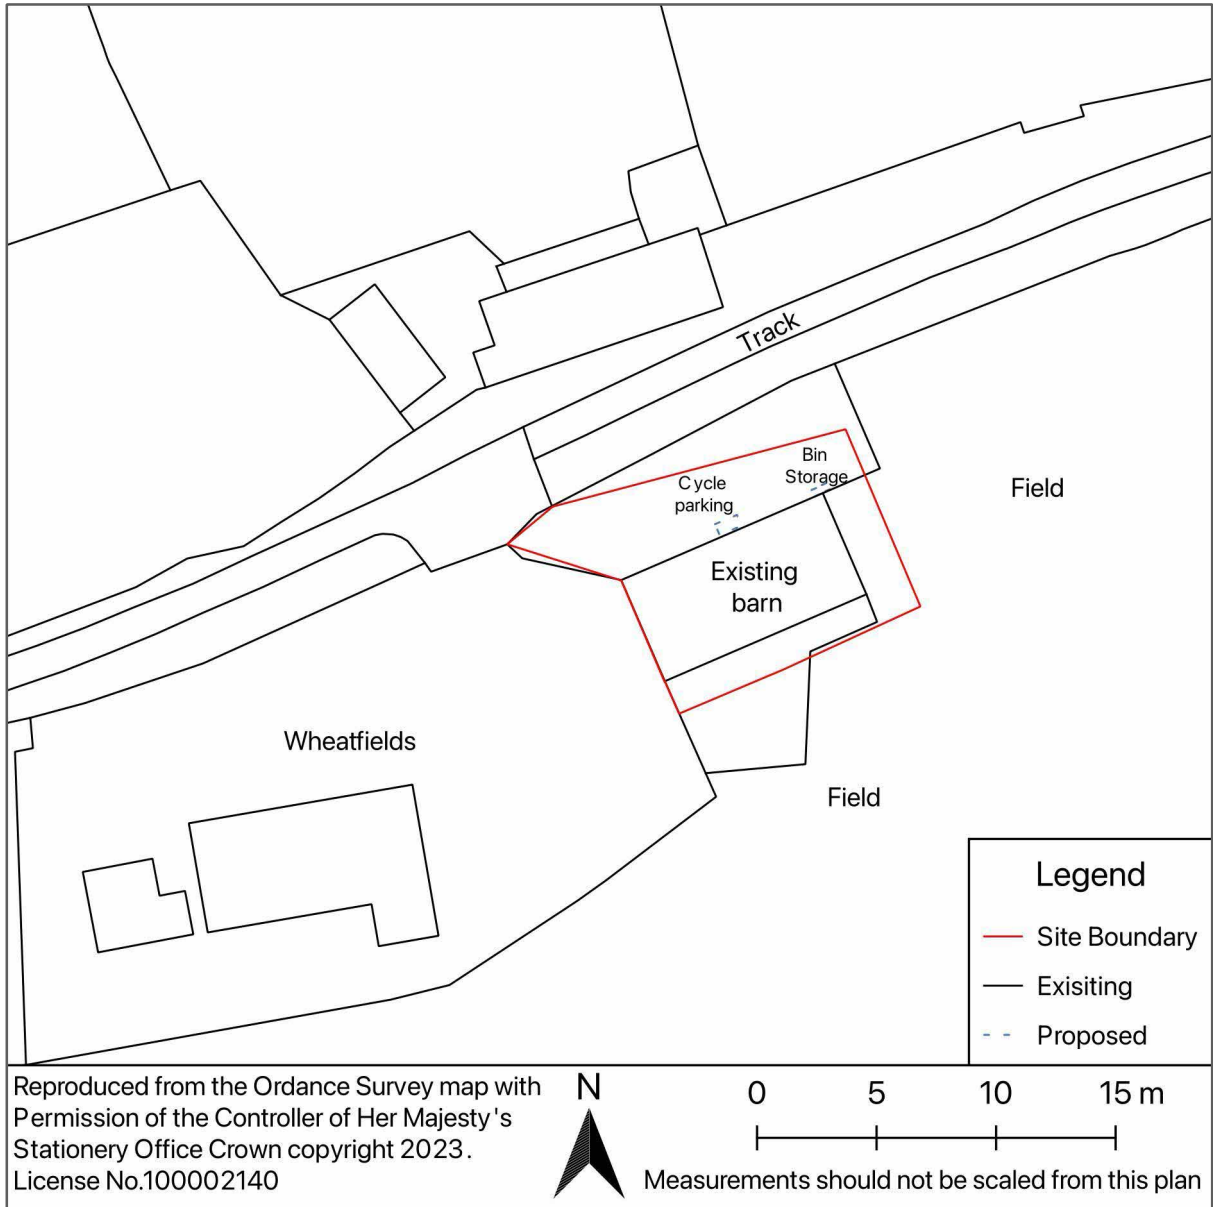 Track
Bin
Storage
Cycle
parking
Field
Existing
barn
Wheatfields
Field
Legend
Site Boundary
Exisiting
Proposed
Reproduced from the Ordance Survey map with
Permission of the Controller of Her Majesty's
Stationery Office Crown copyright 2023.
License No.100002140
N
0 5 10 15 m
Measurements should not be scaled from this plan